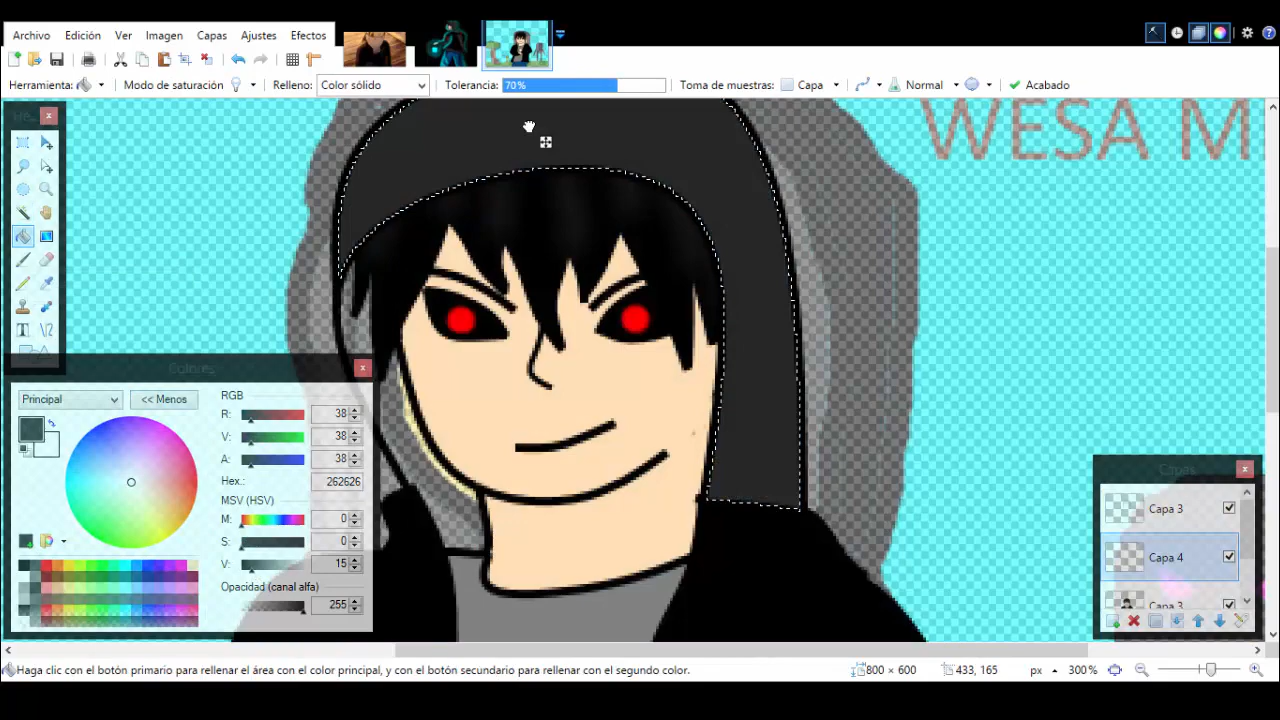 Archivo Edición Ver Imagen Capas Ajustes Efectos
Herramienta: Modo de saturación Relleno: Color sólido Tolerancia: 70% Toma de muestras: Capa Normal Acabado
WESA M
Colores
Principal << Menos
RGB
R: 38
V: 38
A: 38
Hex.: 262626
MSV (HSV)
M: 0
S: 0
V: 15
Opacidad (canal alfa)
255
Capas
Capa 3
Capa 4
Capa 3
Haga clic con el botón primario para rellenar el área con el color principal, y con el botón secundario para rellenar con el segundo color. 800 × 600 433, 165 px 300%